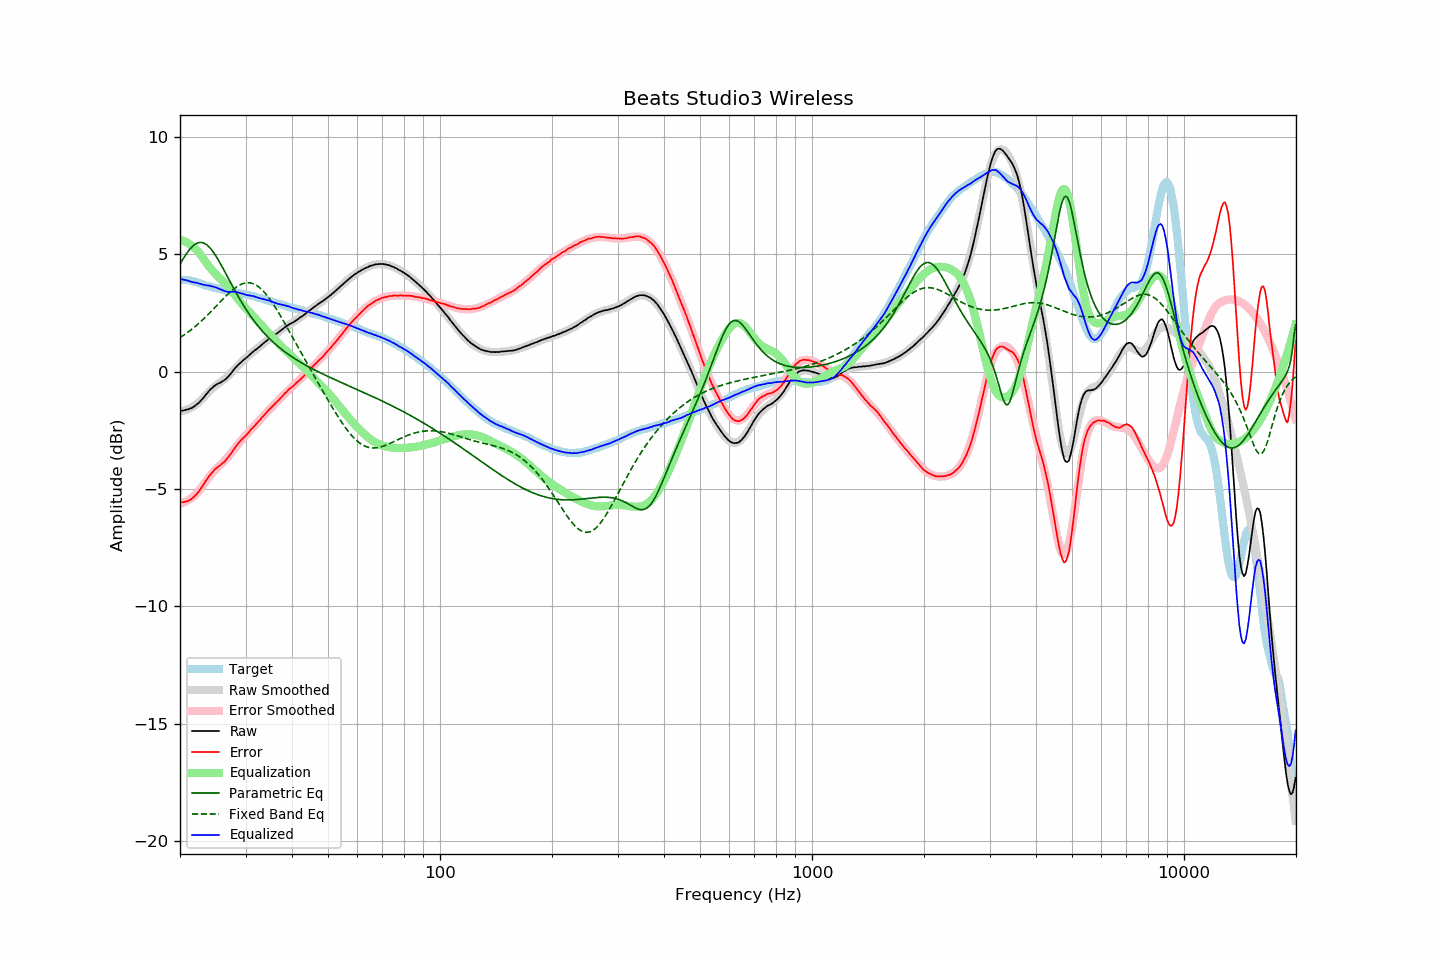 Beats Studio3 Wireless
10
5
0
−5
−10
−15
−20
Amplitude (dBr)
100
1000
10000
Frequency (Hz)
Target
Raw Smoothed
Error Smoothed
Raw
Error
Equalization
Parametric Eq
Fixed Band Eq
Equalized